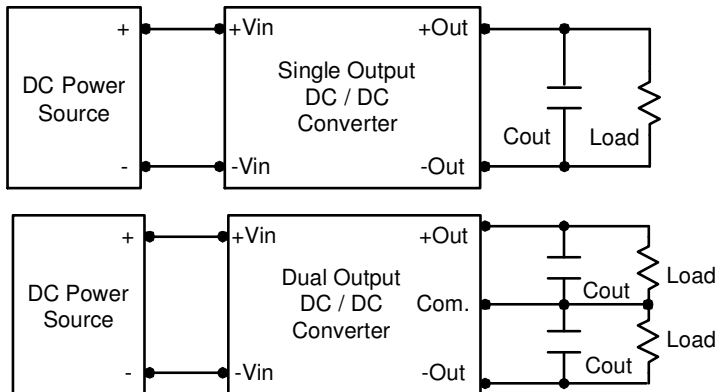 + +Vin +Out
DC Power
Source
Single Output
DC / DC
Converter
Cout Load
- -Vin -Out
+ +Vin +Out
DC Power
Source
Dual Output
DC / DC
Converter
Com.
Cout Load
Cout Load
- -Vin -Out